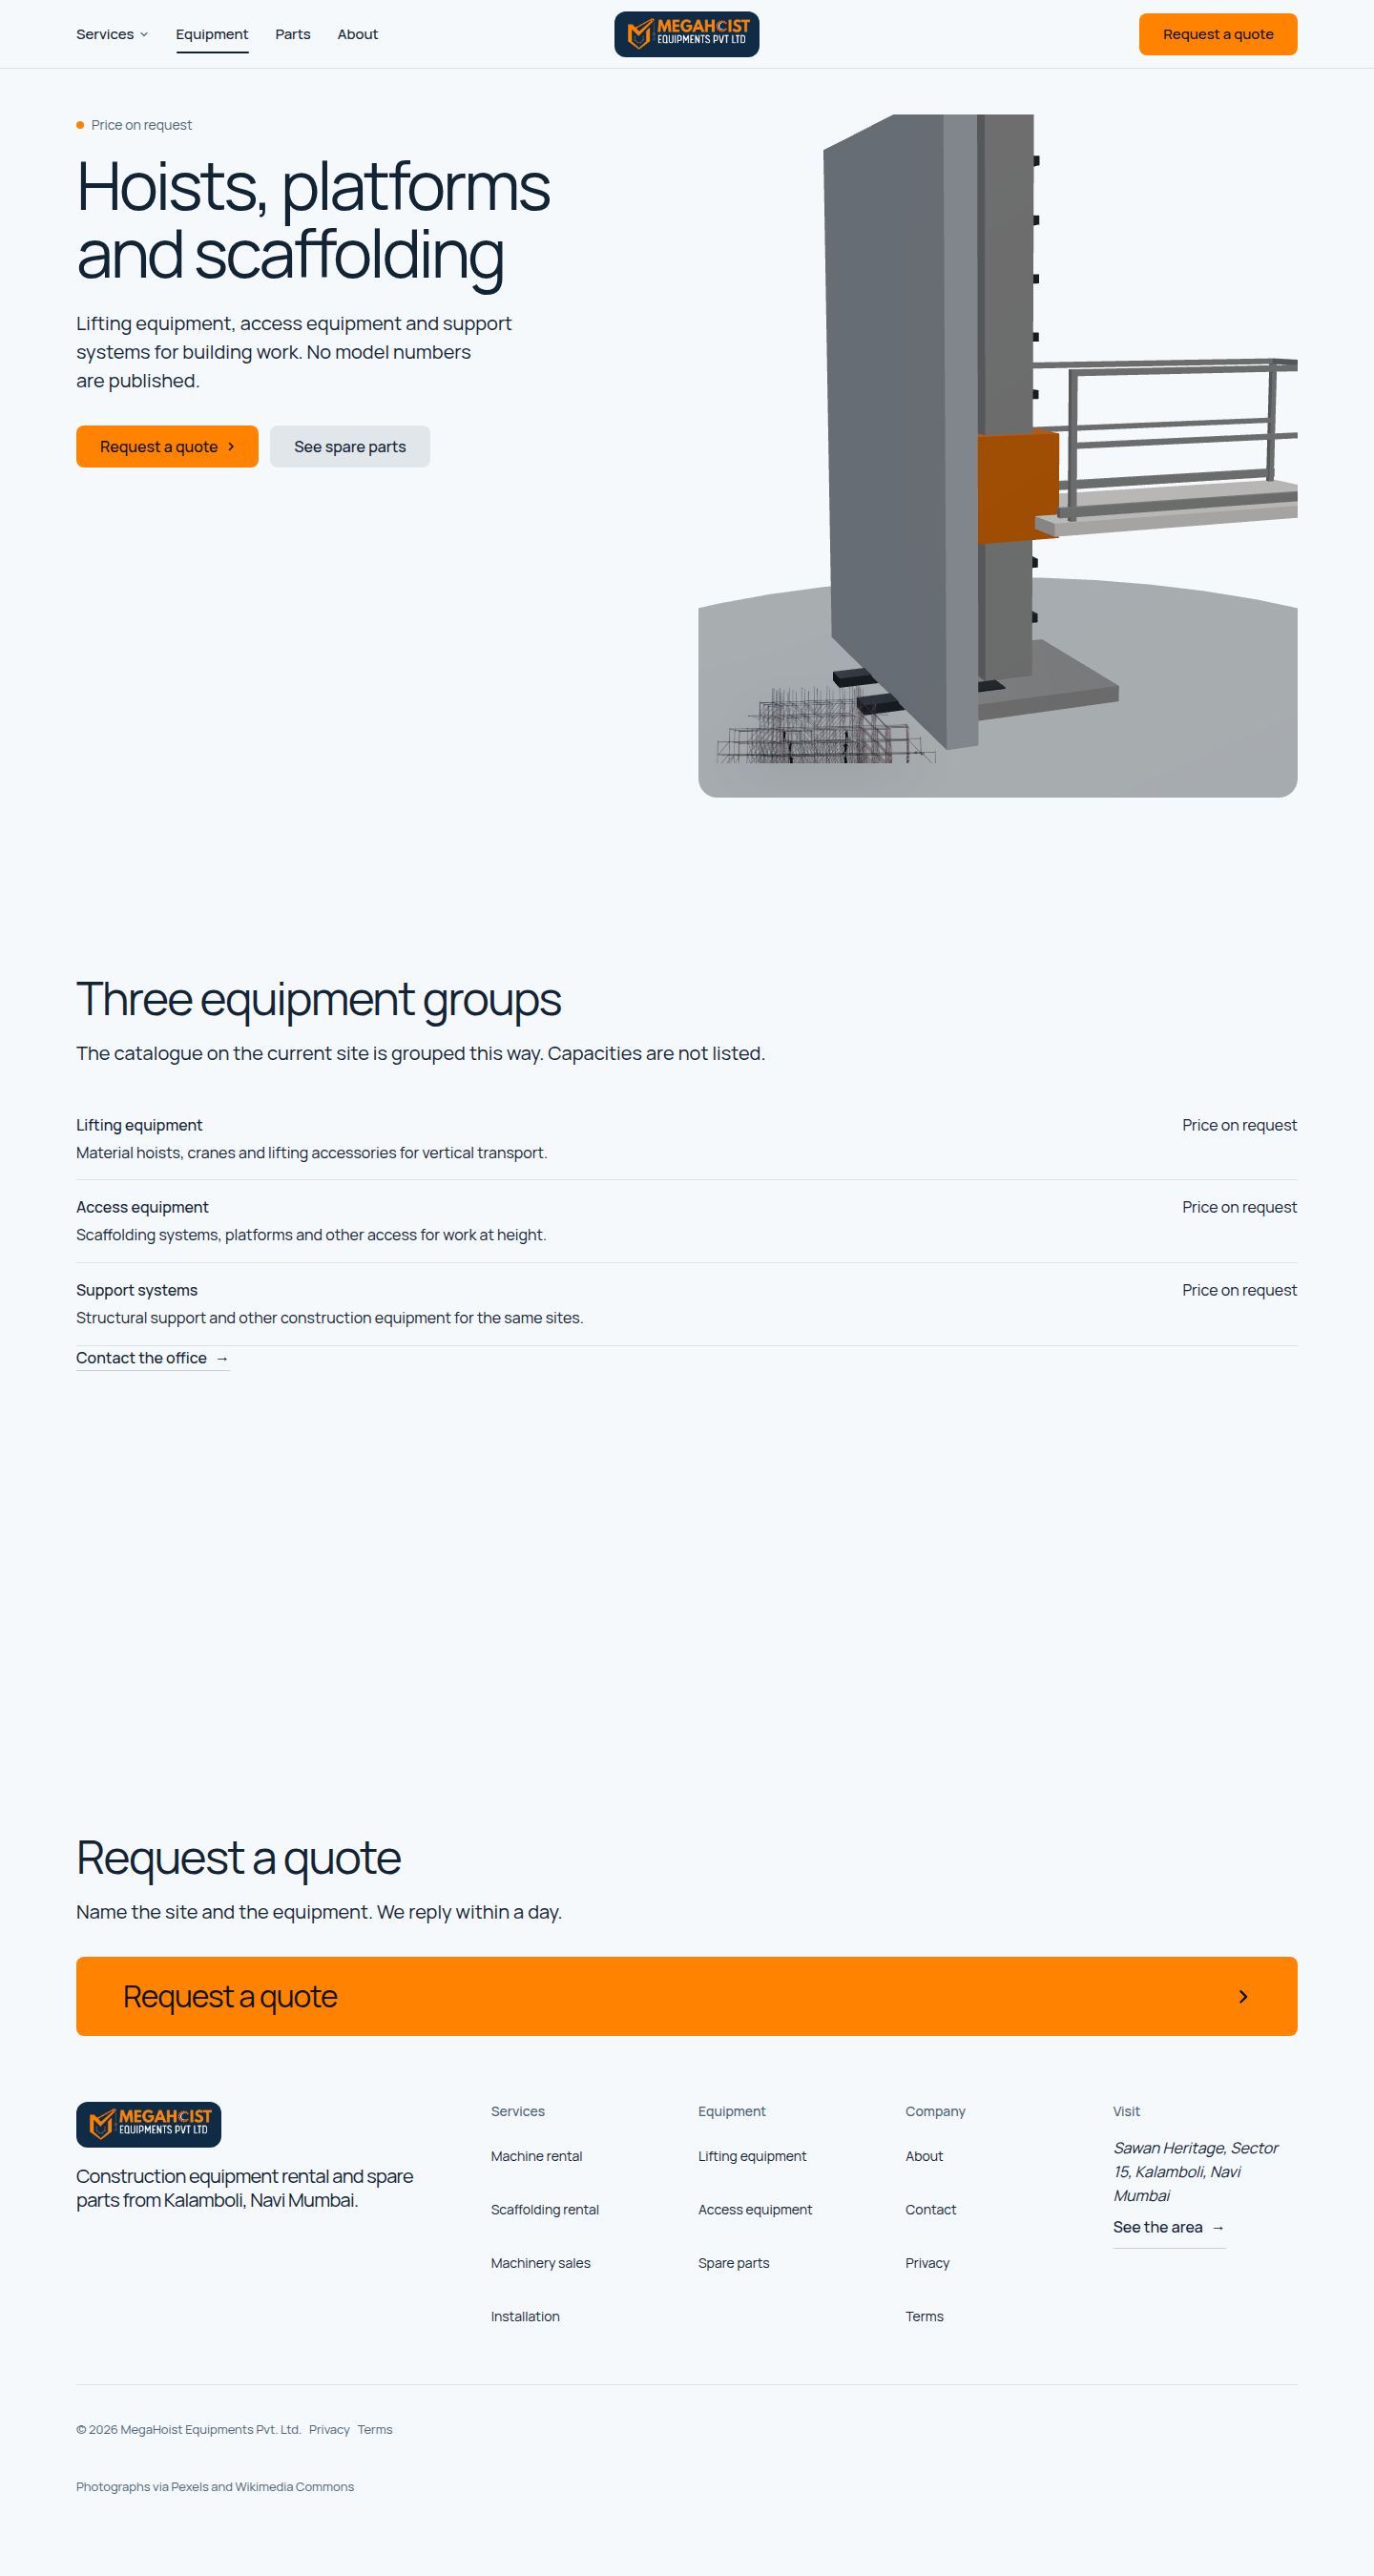 Services
Equipment
Parts
About
MEGAHOIST
EQUIPMENTS PVT LTD
Request a quote
Price on request
Hoists, platforms
and scaffolding
Lifting equipment, access equipment and support
systems for building work. No model numbers
are published.
Request a quote
See spare parts
Three equipment groups
The catalogue on the current site is grouped this way. Capacities are not listed.
Lifting equipment
Price on request
Material hoists, cranes and lifting accessories for vertical transport.
Access equipment
Price on request
Scaffolding systems, platforms and other access for work at height.
Support systems
Price on request
Structural support and other construction equipment for the same sites.
Contact the office →
Request a quote
Name the site and the equipment. We reply within a day.
Request a quote
MEGAHOIST
EQUIPMENTS PVT LTD
Construction equipment rental and spare
parts from Kalamboli, Navi Mumbai.
Services
Machine rental
Scaffolding rental
Machinery sales
Installation
Equipment
Lifting equipment
Access equipment
Spare parts
Company
About
Contact
Privacy
Terms
Visit
Sawan Heritage, Sector
15, Kalamboli, Navi
Mumbai
See the area →
© 2026 MegaHoist Equipments Pvt. Ltd. Privacy Terms
Photographs via Pexels and Wikimedia Commons